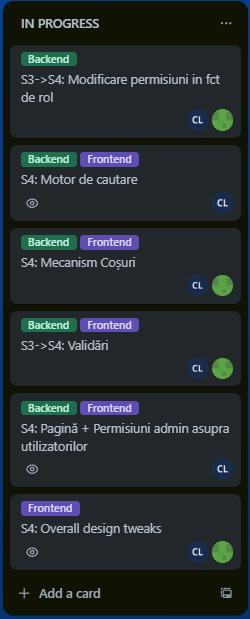 IN PROGRESS
Backend
S3->S4: Modificare permisiuni in fct
de rol
CL
Backend Frontend
S4: Motor de cautare
CL
Backend Frontend
S4: Mecanism Coșuri
CL
Backend Frontend
S3->S4: Validări
CL
Backend Frontend
S4: Pagină + Permisiuni admin asupra
utilizatorilor
CL
Frontend
S4: Overall design tweaks
CL
+ Add a card